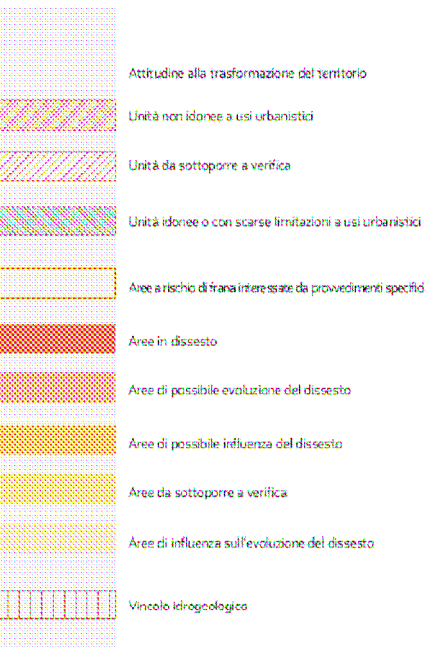 Attitudine alla trasformazione del territorio
Unità non idonee a usi urbanistici
Unità da sottoporre a verifica
Unità idonee o con scarse limitazioni a usi urbanistici
Aree a rischio di frana interessate da provvedimenti specifici
Aree in dissesto
Aree di possibile evoluzione del dissesto
Aree di possibile influenza del dissesto
Aree da sottoporre a verifica
Aree di influenza sull'evoluzione del dissesto
Vincolo idrogeologico